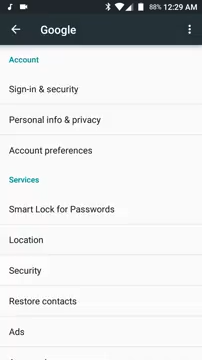 88% 12:29 AM
Google
Account
Sign-in & security
Personal info & privacy
Account preferences
Services
Smart Lock for Passwords
Location
Security
Restore contacts
Ads